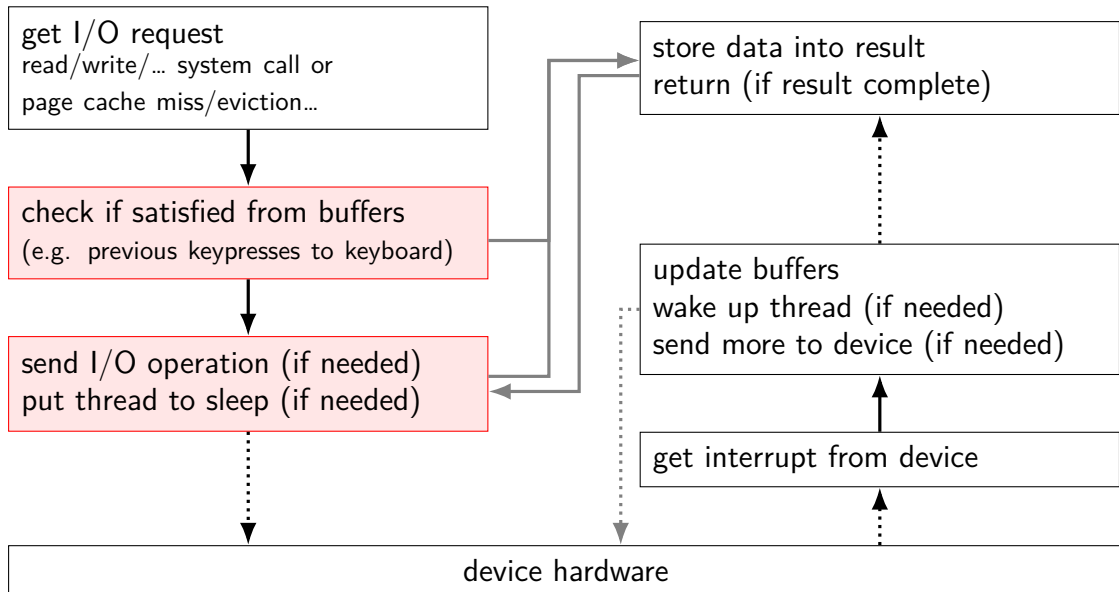 get I/O request
read/write/… system call or
page cache miss/eviction…
check if satisfied from buffers
(e.g. previous keypresses to keyboard)
send I/O operation (if needed)
put thread to sleep (if needed)
store data into result
return (if result complete)
update buffers
wake up thread (if needed)
send more to device (if needed)
get interrupt from device
device hardware